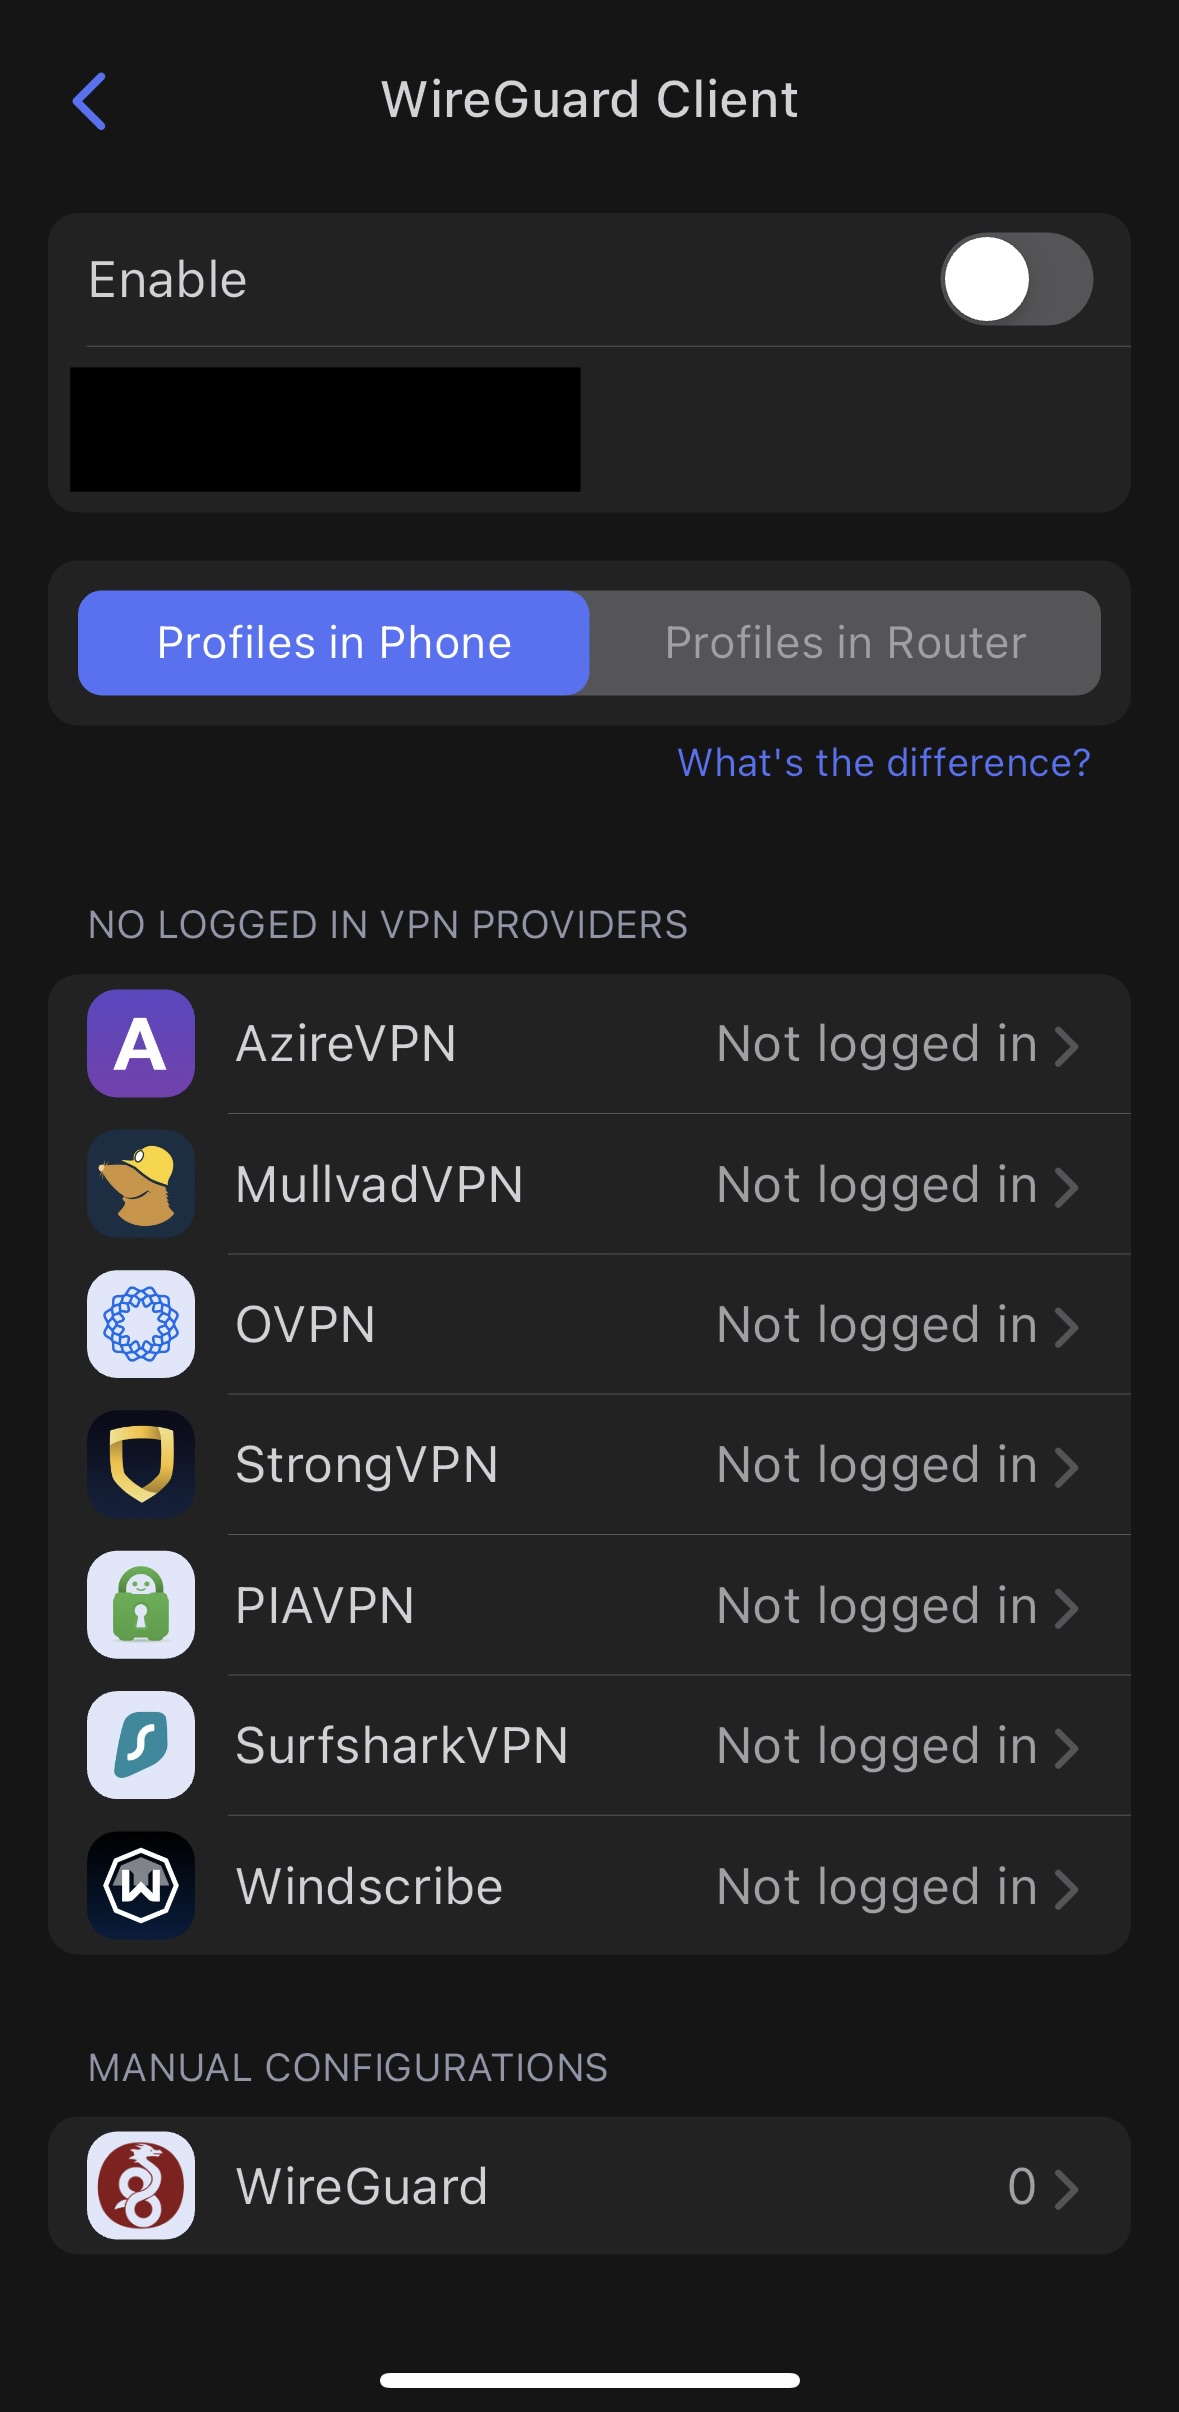 WireGuard Client
Enable
Profiles in Phone
Profiles in Router
What's the difference?
NO LOGGED IN VPN PROVIDERS
A
AzireVPN
Not logged in
MullvadVPN
Not logged in
OVPN
Not logged in
StrongVPN
Not logged in
PIAVPN
Not logged in
SurfsharkVPN
Not logged in
W
Windscribe
Not logged in
MANUAL CONFIGURATIONS
WireGuard
0